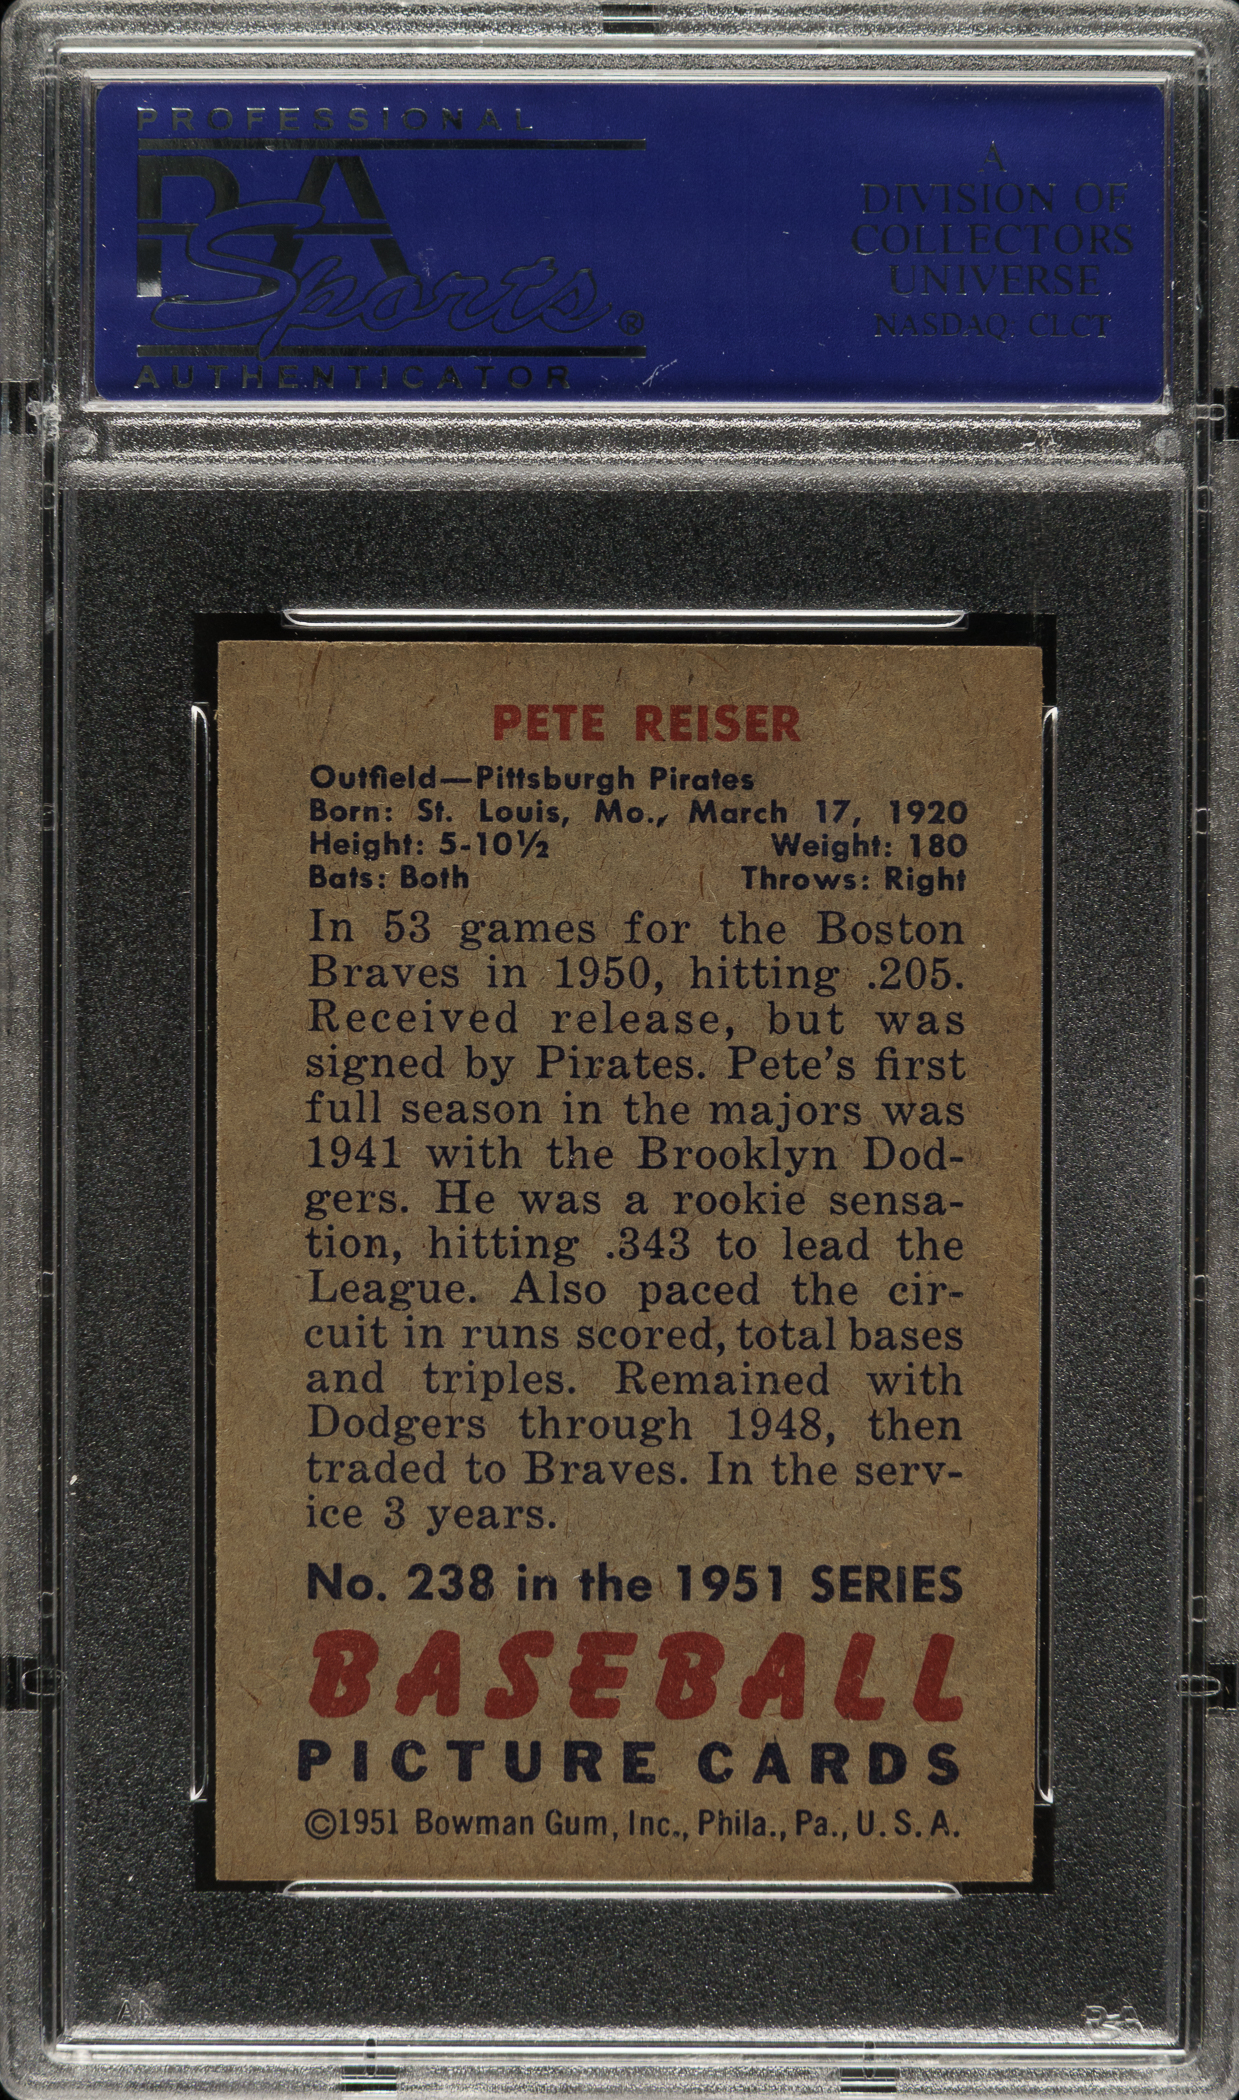 PROFESSIONAL
PSA
Sports®
AUTHENTICATOR
A
DIVISION OF
COLLECTORS
UNIVERSE
NASDAQ: CLCT
PETE REISER
Outfield—Pittsburgh Pirates
Born: St. Louis, Mo., March 17, 1920
Height: 5-10½ Weight: 180
Bats: Both Throws: Right
In 53 games for the Boston
Braves in 1950, hitting .205.
Received release, but was
signed by Pirates. Pete's first
full season in the majors was
1941 with the Brooklyn Dod-
gers. He was a rookie sensa-
tion, hitting .343 to lead the
League. Also paced the cir-
cuit in runs scored, total bases
and triples. Remained with
Dodgers through 1948, then
traded to Braves. In the serv-
ice 3 years.
No. 238 in the 1951 SERIES
BASEBALL
PICTURE CARDS
©1951 Bowman Gum, Inc., Phila., Pa., U.S.A.
PSA